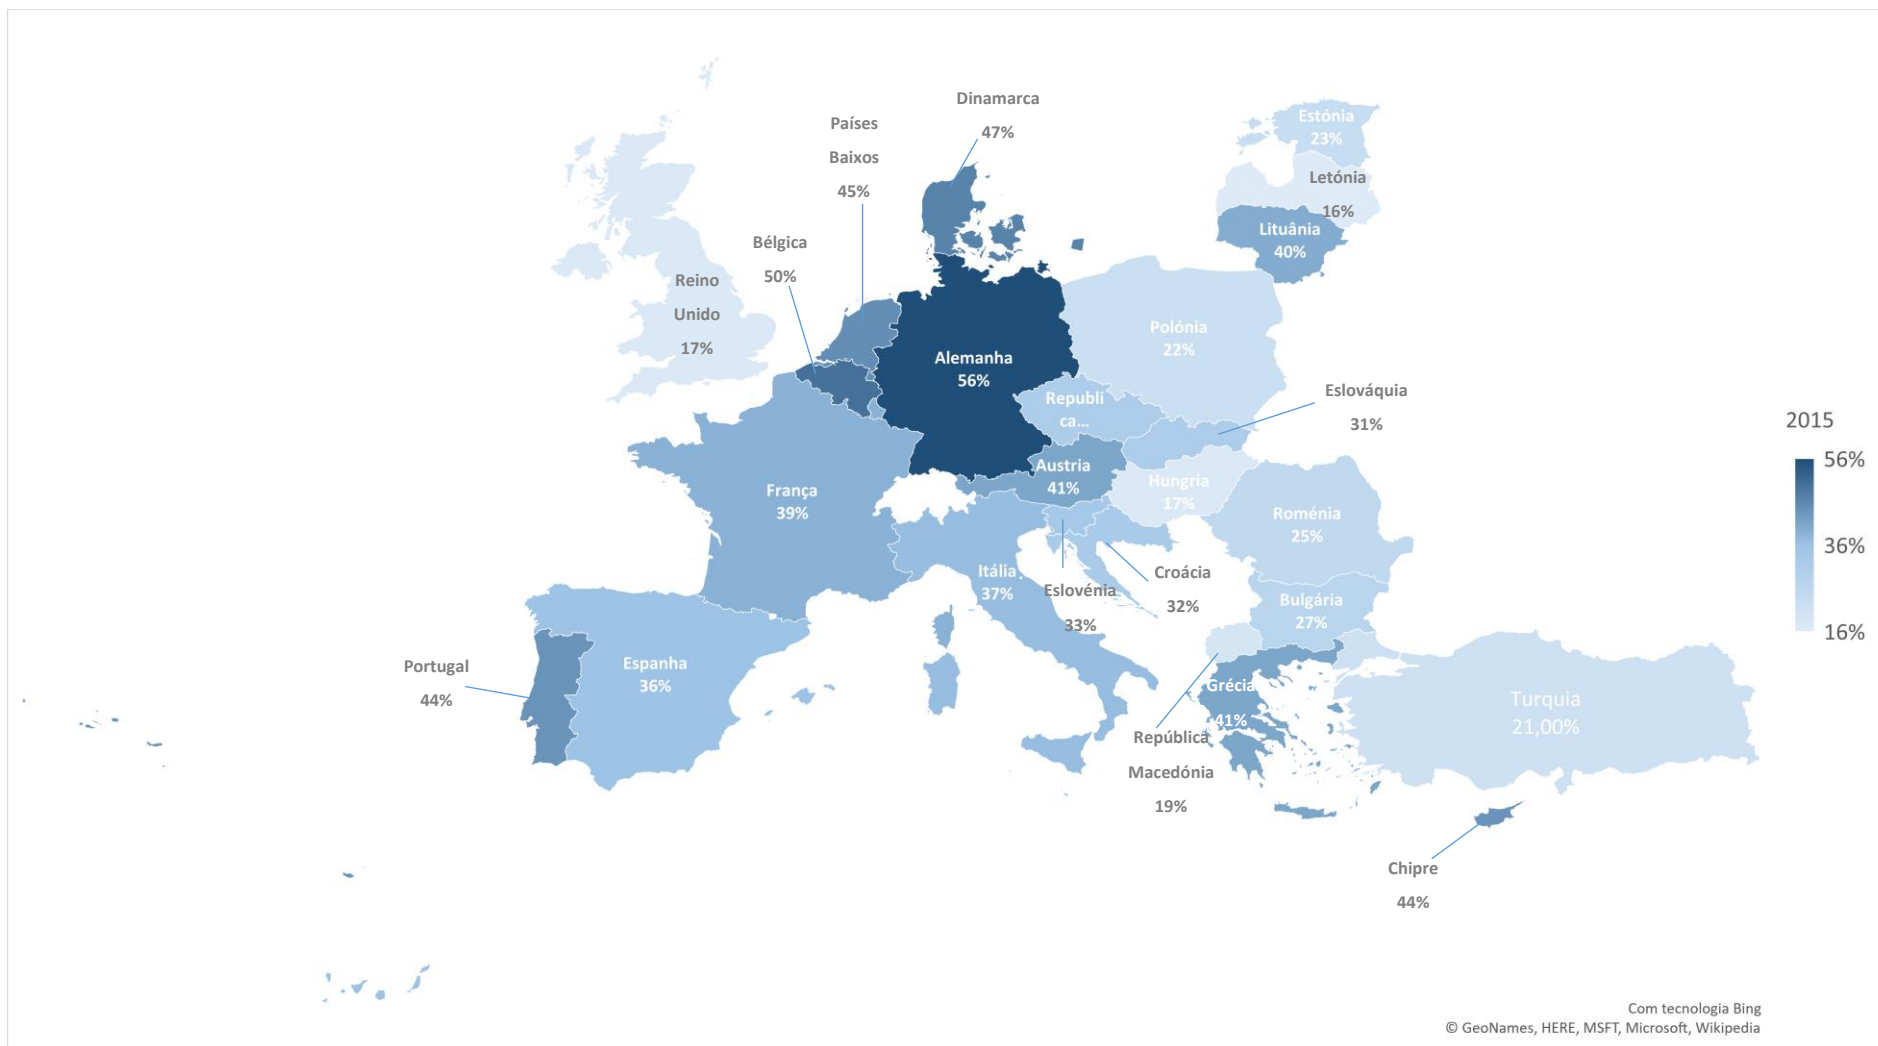 Dinamarca
47%
Países
Baixos
45%
Estónia
23%
Letónia
16%
Lituânia
40%
Bélgica
50%
Reino
Unido
17%
Polónia
22%
Alemanha
56%
Republi
ca...
Eslováquia
31%
Austria
41%
Hungria
17%
França
39%
Roménia
25%
Itália
37%
Eslovénia
33%
Croácia
32%
Bulgária
27%
Portugal
44%
Espanha
36%
Grécia
41%
República
Macedónia
19%
Turquia
21,00%
Chipre
44%
2015
56%
36%
16%
Com tecnologia Bing
© GeoNames, HERE, MSFT, Microsoft, Wikipedia